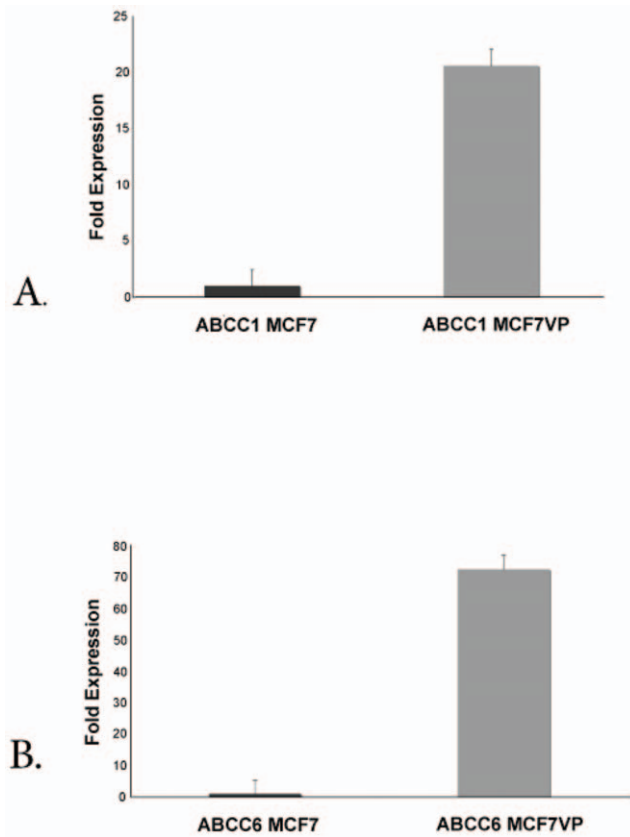 25
20
15
10
5
0
Fold Expression
A.
ABCC1 MCF7 ABCC1 MCF7VP
80
70
60
50
40
30
20
10
0
Fold Expression
B.
ABCC6 MCF7 ABCC6 MCF7VP